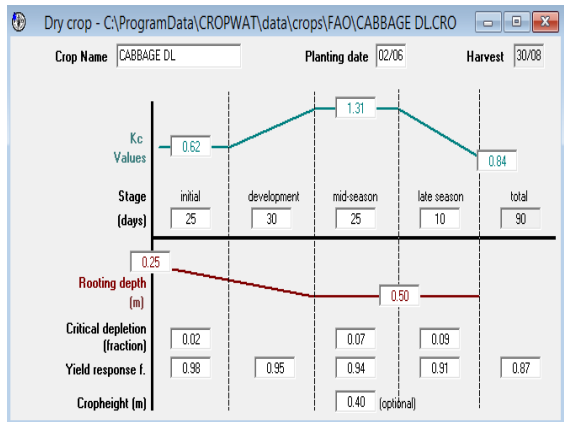 Dry crop - C:\ProgramData\CROPWAT\data\crops\FAO\CABBAGE DL.CRO
Crop Name CABBAGE DL Planting date 02/06 Harvest 30/08
1.31
Kc 0.62
Values 0.84
Stage initial development mid-season late season total
(days) 25 30 25 10 90
0.25
Rooting depth 0.50
(m)
Critical depletion 0.02 0.07 0.09
(fraction)
Yield response f. 0.98 0.95 0.94 0.91 0.87
Cropheight (m) 0.40 (optional)